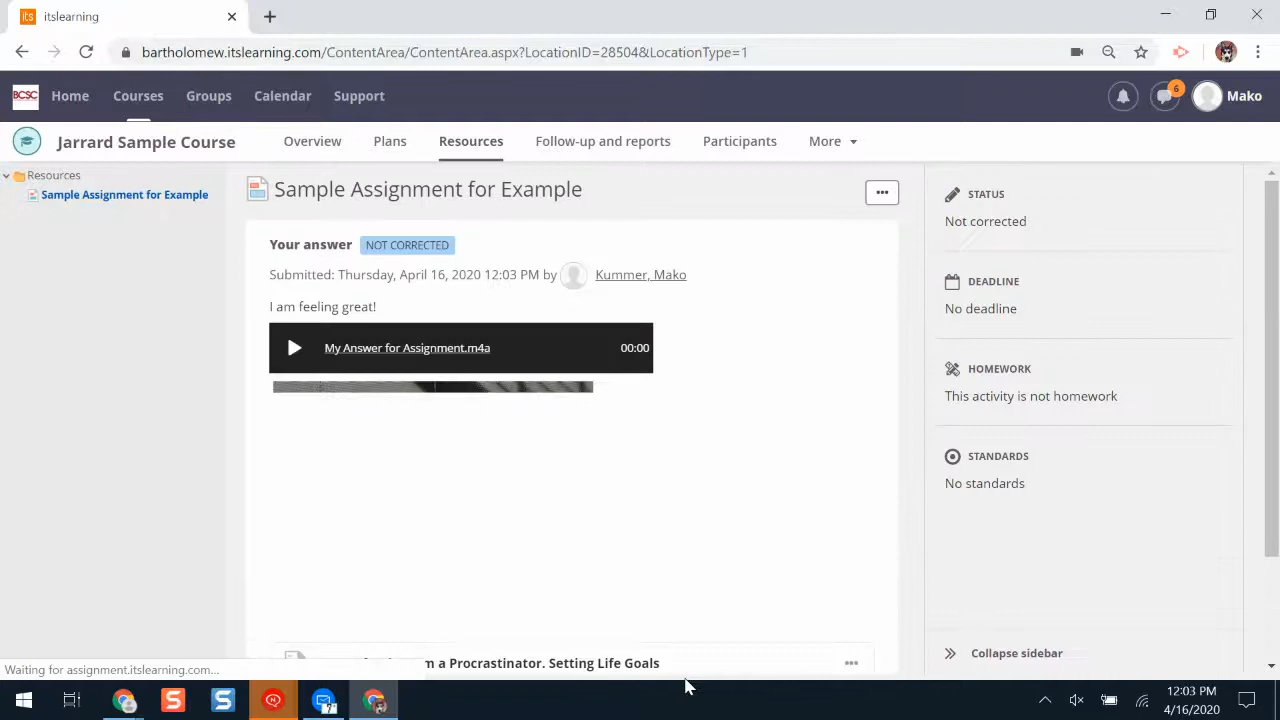 itslearning
bartholomew.itslearning.com/ContentArea/ContentArea.aspx?LocationID=28504&LocationType=1
BCSC Home Courses Groups Calendar Support 6 Mako
Jarrard Sample Course Overview Plans Resources Follow-up and reports Participants More
Resources
Sample Assignment for Example
Sample Assignment for Example
Your answer NOT CORRECTED
Submitted: Thursday, April 16, 2020 12:03 PM by Kummer, Mako
I am feeling great!
My Answer for Assignment.m4a 00:00
m a Procrastinator. Setting Life Goals
STATUS
Not corrected
DEADLINE
No deadline
HOMEWORK
This activity is not homework
STANDARDS
No standards
Collapse sidebar
Waiting for assignment.itslearning.com...
12:03 PM
4/16/2020